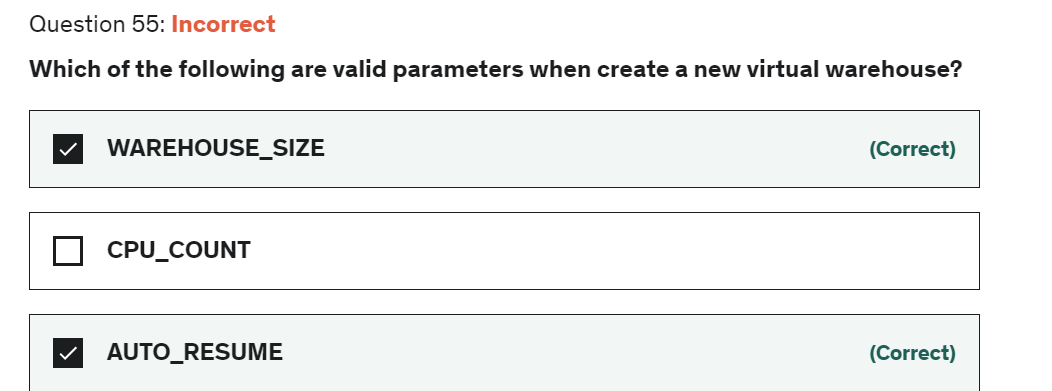 Question 55: Incorrect
Which of the following are valid parameters when create a new virtual warehouse?
WAREHOUSE_SIZE (Correct)
CPU_COUNT
AUTO_RESUME (Correct)